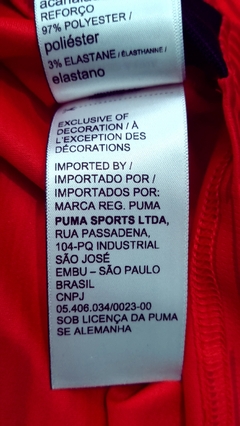 REFORÇO
97% POLYESTER /
poliéster
3% ELASTANE / ÉLASTHANNE /
elastano
EXCLUSIVE OF
DECORATION / À
L'EXCEPTION DES
DÉCORATIONS
IMPORTED BY /
IMPORTADO POR /
IMPORTADOS POR:
MARCA REG. PUMA
PUMA SPORTS LTDA,
RUA PASSADENA,
104-PQ INDUSTRIAL
SÃO JOSÉ
EMBU – SÃO PAULO
BRASIL
CNPJ
05.406.034/0023-00
SOB LICENÇA DA PUMA
SE ALEMANHA